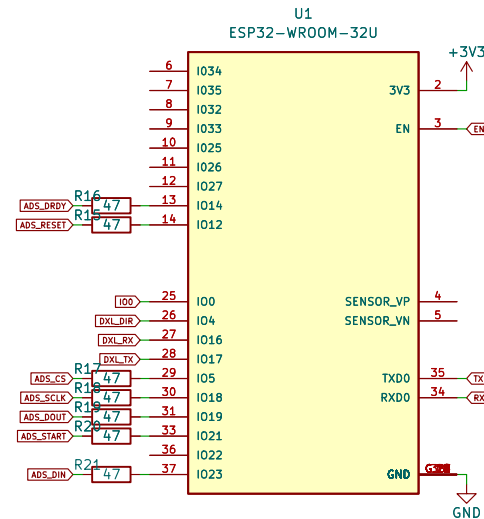 U1
ESP32-WROOM-32U
+3V3
6 IO34
7 IO35
3V3 2
8 IO32
9 IO33
EN 3 EN
10 IO25
11 IO26
12 IO27
ADS_DRDY R16 47 13 IO14
ADS_RESET R15 47 14 IO12
IO0 25 IO0
SENSOR_VP 4
DXL_DIR 26 IO4
SENSOR_VN 5
DXL_RX 27 IO16
DXL_TX 28 IO17
ADS_CS R17 47 29 IO5
TXD0 35 TX
ADS_SCLK R18 47 30 IO18
RXD0 34 RX
ADS_DOUT R19 47 31 IO19
ADS_START R20 47 33 IO21
36 IO22
ADS_DIN R21 47 37 IO23
GND
GND